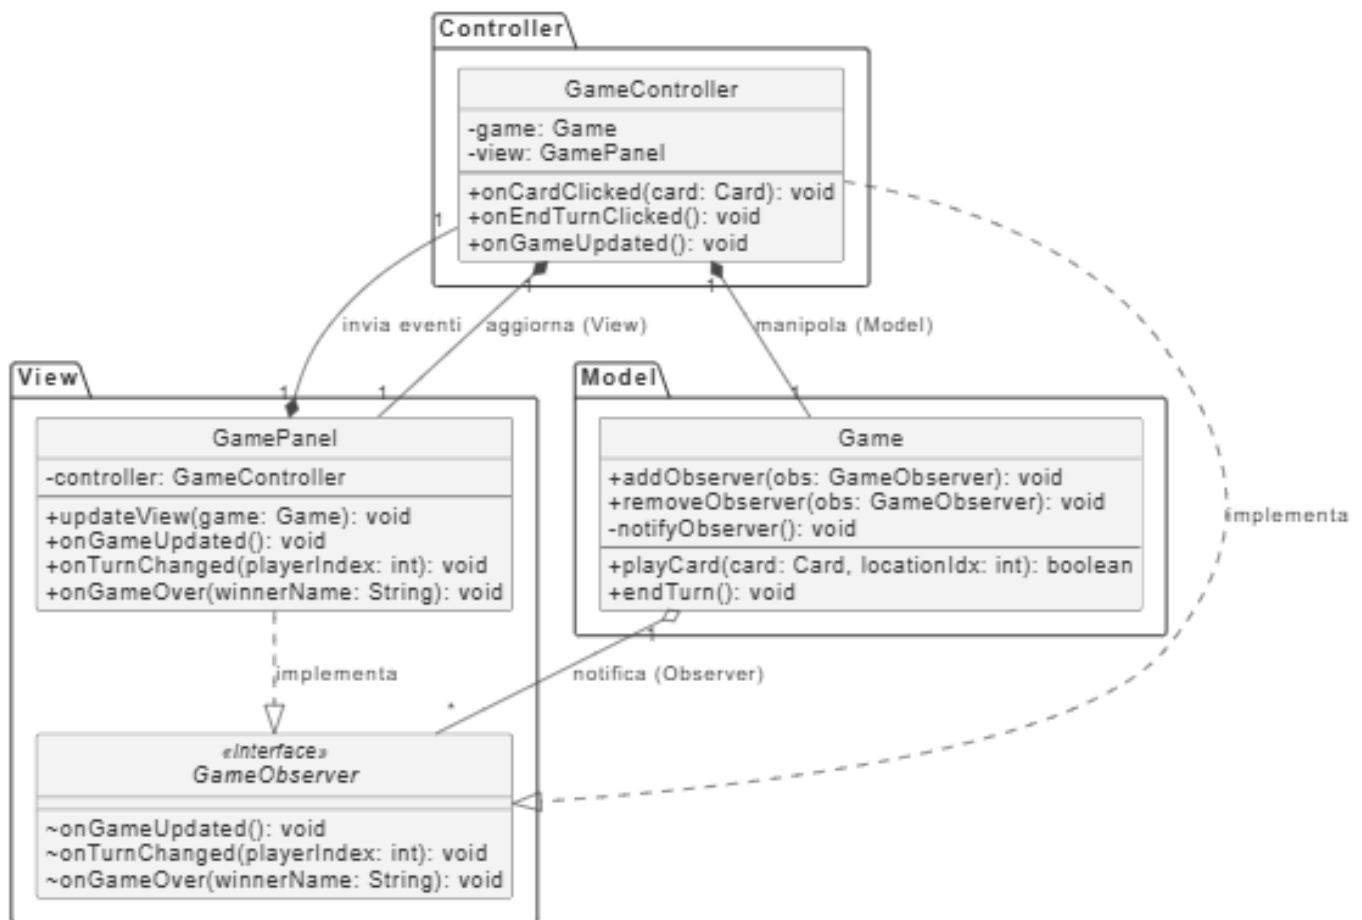 Controller
GameController
-game: Game
-view: GamePanel
+onCardClicked(card: Card): void
+onEndTurnClicked(): void
+onGameUpdated(): void
1
1
1
invia eventi
aggiorna (View)
manipola (Model)
1
1
1
View
GamePanel
-controller: GameController
+updateView(game: Game): void
+onGameUpdated(): void
+onTurnChanged(playerIndex: int): void
+onGameOver(winnerName: String): void
Model
Game
+addObserver(obs: GameObserver): void
+removeObserver(obs: GameObserver): void
-notifyObserver(): void
+playCard(card: Card, locationIdx: int): boolean
+endTurn(): void
implementa
1
implementa
notifica (Observer)
*
«Interface»
GameObserver
~onGameUpdated(): void
~onTurnChanged(playerIndex: int): void
~onGameOver(winnerName: String): void